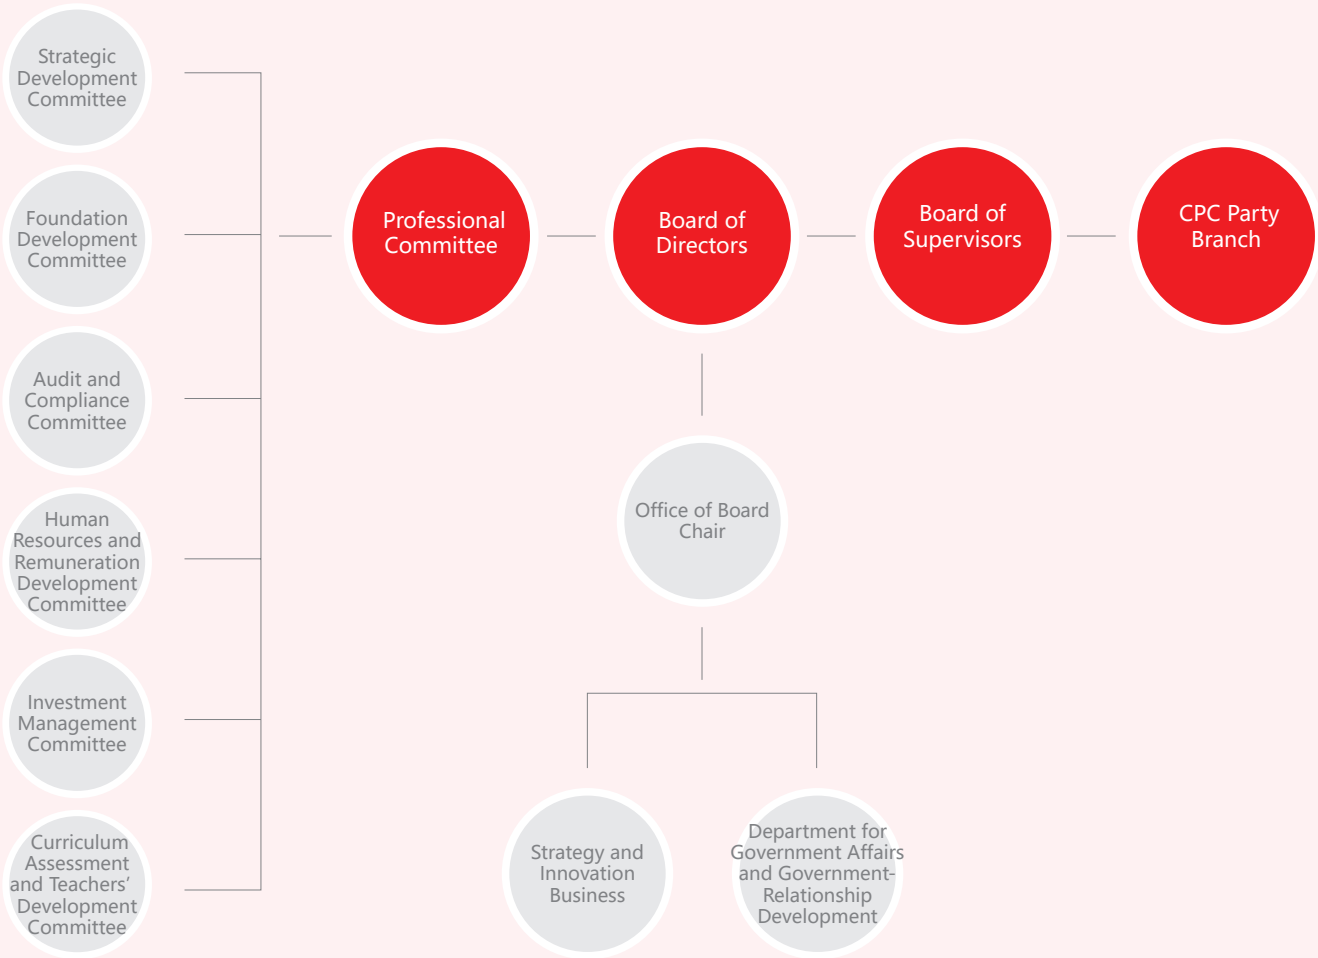 Strategic
Development
Committee
Foundation
Development
Committee
Audit and
Compliance
Committee
Human
Resources and
Remuneration
Development
Committee
Investment
Management
Committee
Curriculum
Assessment
and Teachers’
Development
Committee
Professional
Committee
Board of
Directors
Board of
Supervisors
CPC Party
Branch
Office of Board
Chair
Strategy and
Innovation
Business
Department for
Government Affairs
and Government-
Relationship
Development